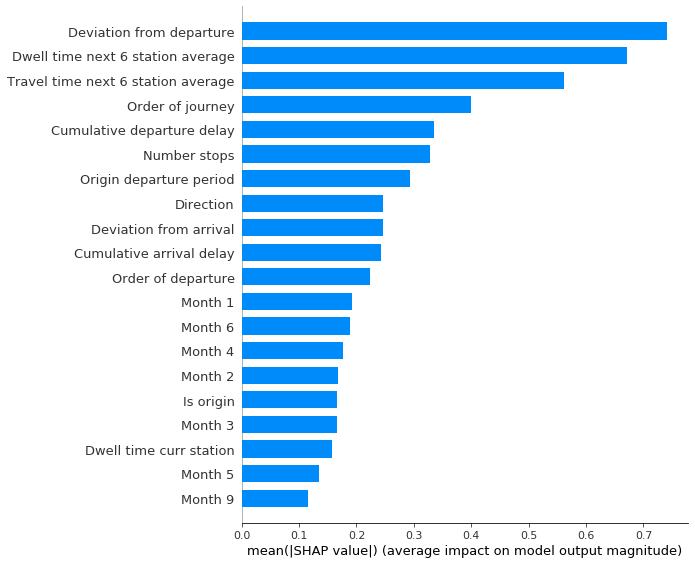 Deviation from departure
Dwell time next 6 station average
Travel time next 6 station average
Order of journey
Cumulative departure delay
Number stops
Origin departure period
Direction
Deviation from arrival
Cumulative arrival delay
Order of departure
Month 1
Month 6
Month 4
Month 2
Is origin
Month 3
Dwell time curr station
Month 5
Month 9
0.0 0.1 0.2 0.3 0.4 0.5 0.6 0.7
mean(|SHAP value|) (average impact on model output magnitude)